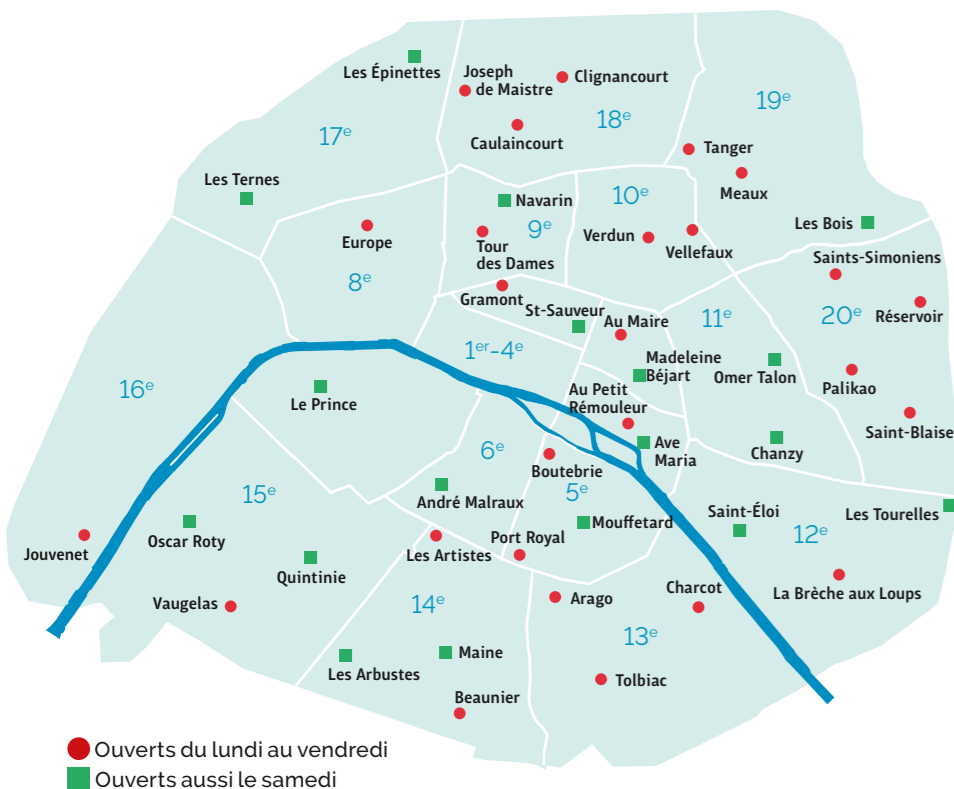 Les Épinettes
Joseph
de Maistre
Clignancourt
19e
17e
18e
Caulaincourt
Tanger
Meaux
Les Ternes
Navarin
10e
9e
Les Bois
Europe
Tour
des Dames
Verdun
Vellefaux
Saints-Simoniens
8e
Gramont
St-Sauveur
Au Maire
11e
20e
Réservoir
1er-4e
Madeleine
Béjart
Omer Talon
Palikao
16e
Le Prince
Au Petit
Rémouleur
Saint-Blaise
6e
Ave
Maria
Chanzy
Boutebrie
5e
15e
André Malraux
Mouffetard
Saint-Éloi
Les Tourelles
12e
Jouvenet
Oscar Roty
Les Artistes
Port Royal
Quintinie
La Brèche aux Loups
Vaugelas
14e
Arago
Charcot
13e
Les Arbustes
Maine
Tolbiac
Beaunier
Ouverts du lundi au vendredi
Ouverts aussi le samedi